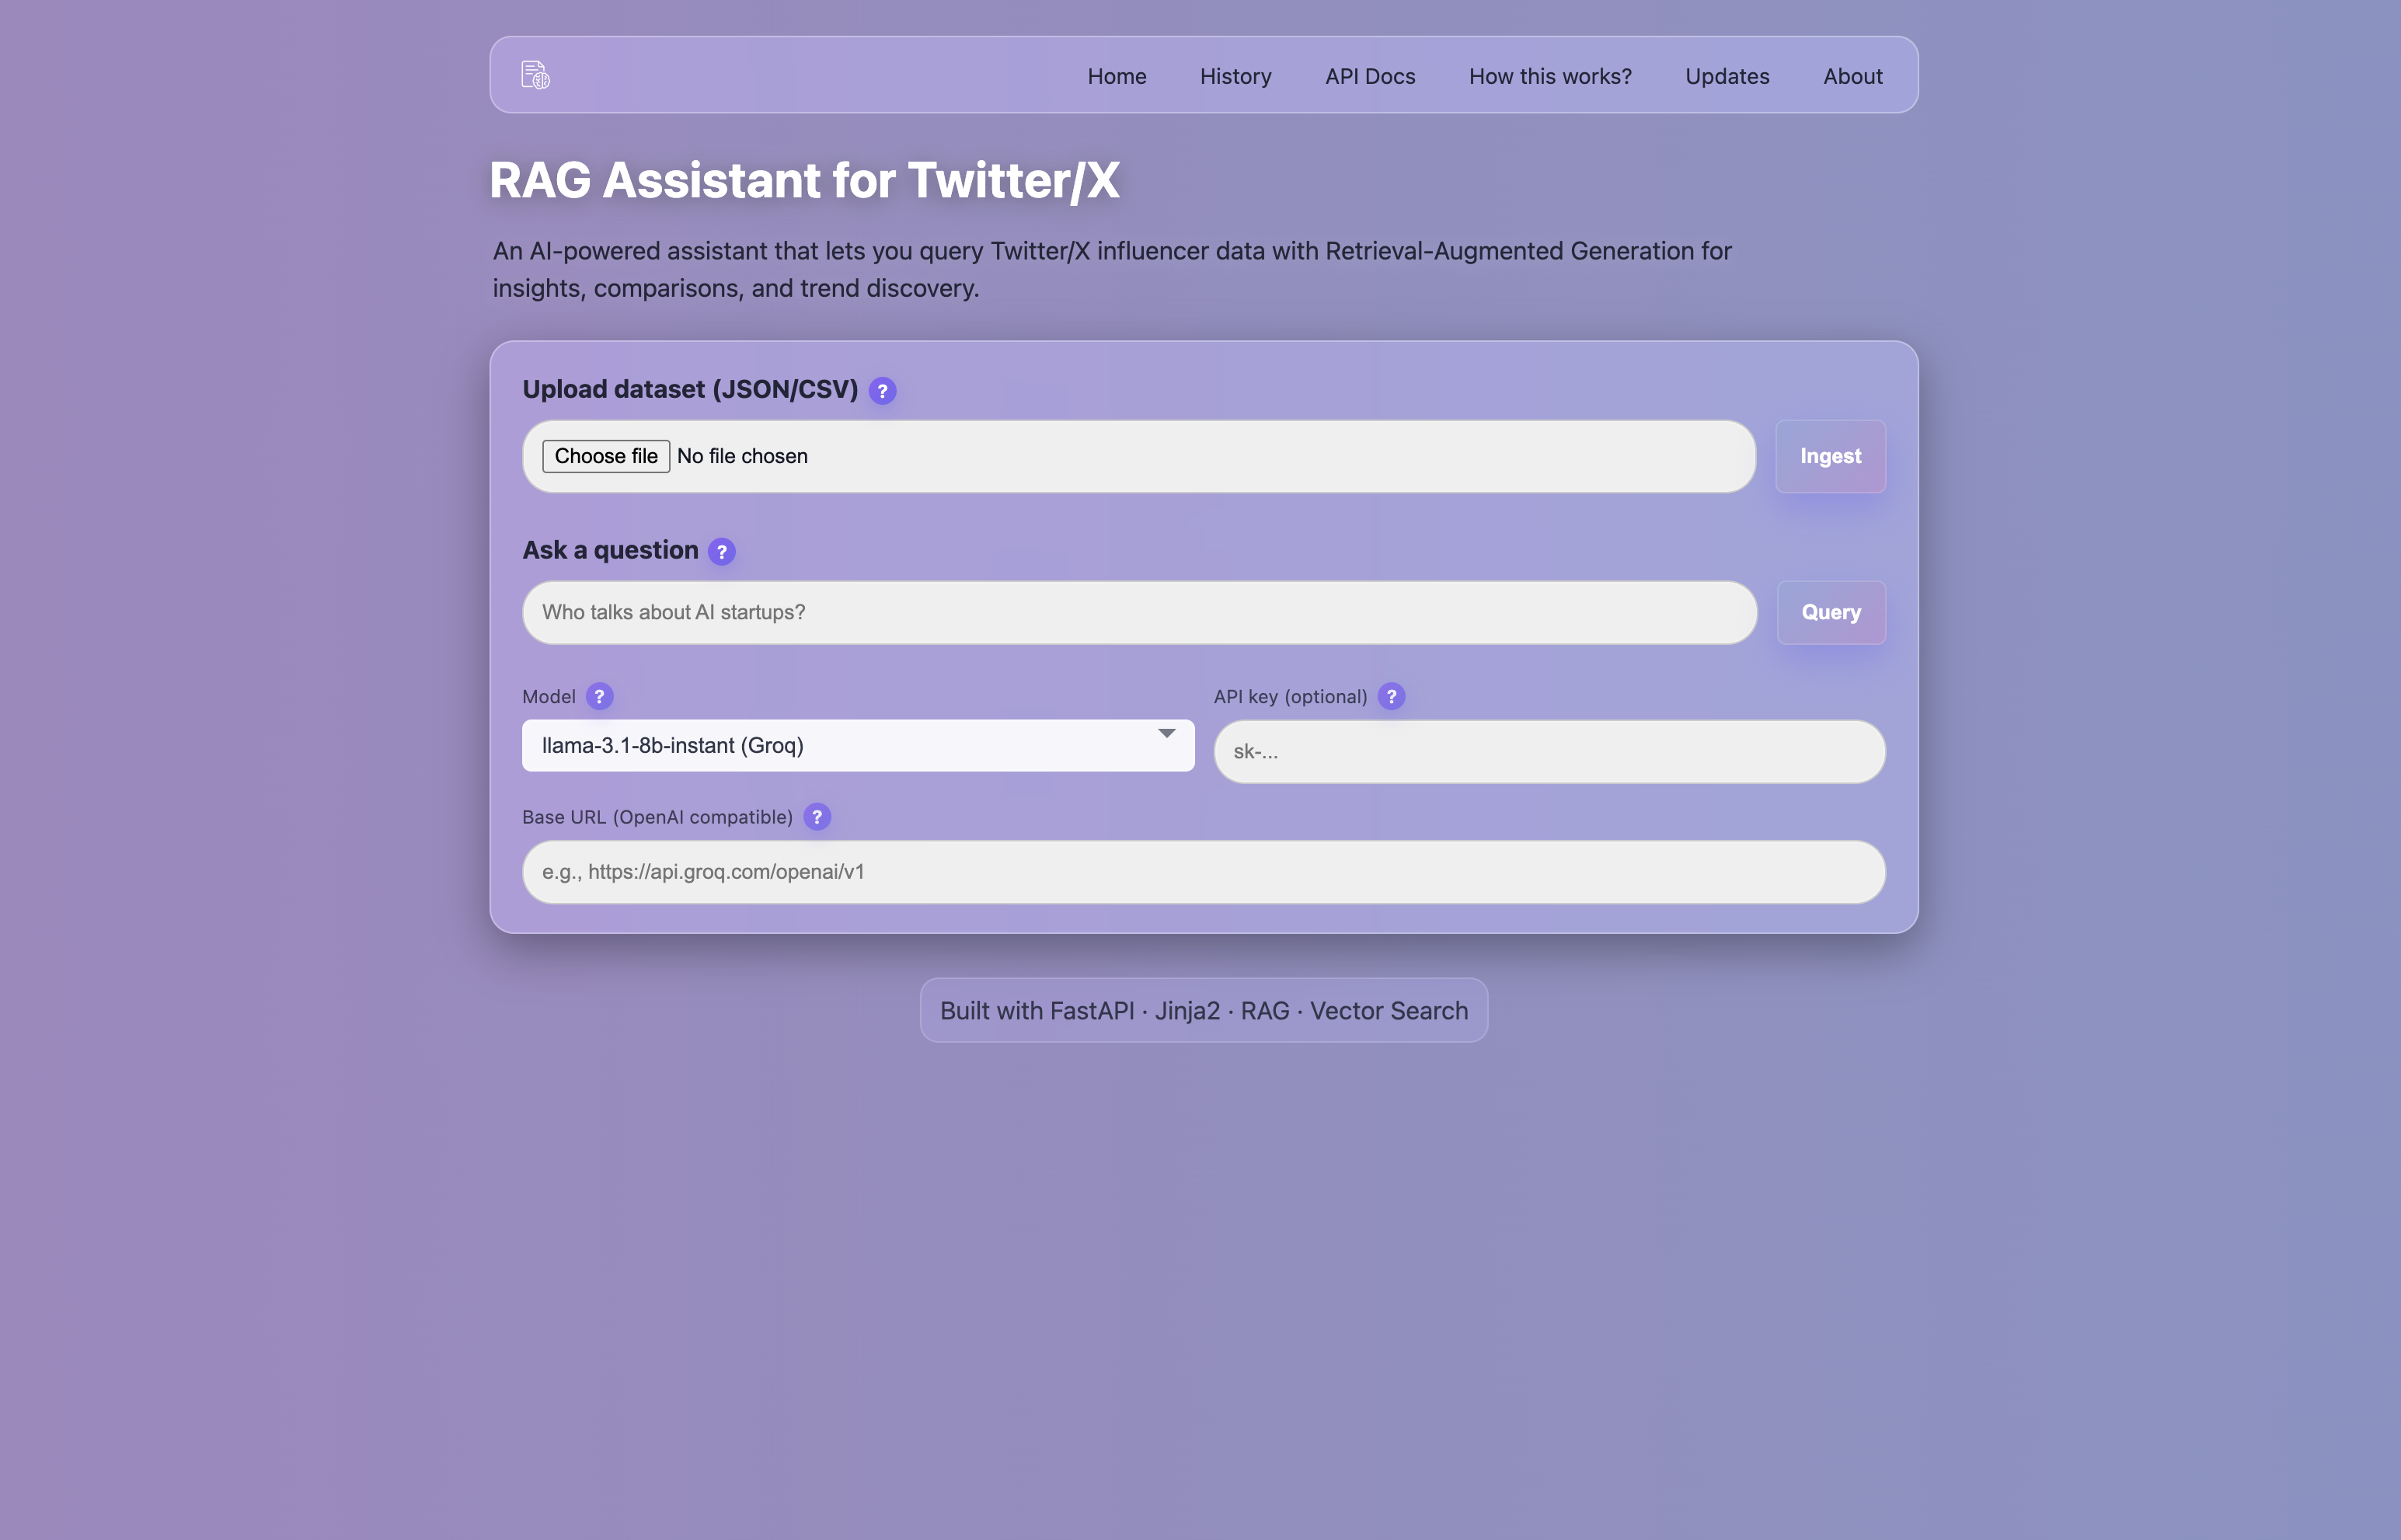 Home History API Docs How this works? Updates About
RAG Assistant for Twitter/X
An AI-powered assistant that lets you query Twitter/X influencer data with Retrieval-Augmented Generation for
insights, comparisons, and trend discovery.
Upload dataset (JSON/CSV) ?
Choose file No file chosen Ingest
Ask a question ?
Who talks about AI startups? Query
Model ? API key (optional) ?
llama-3.1-8b-instant (Groq) sk-...
Base URL (OpenAI compatible) ?
e.g., https://api.groq.com/openai/v1
Built with FastAPI · Jinja2 · RAG · Vector Search